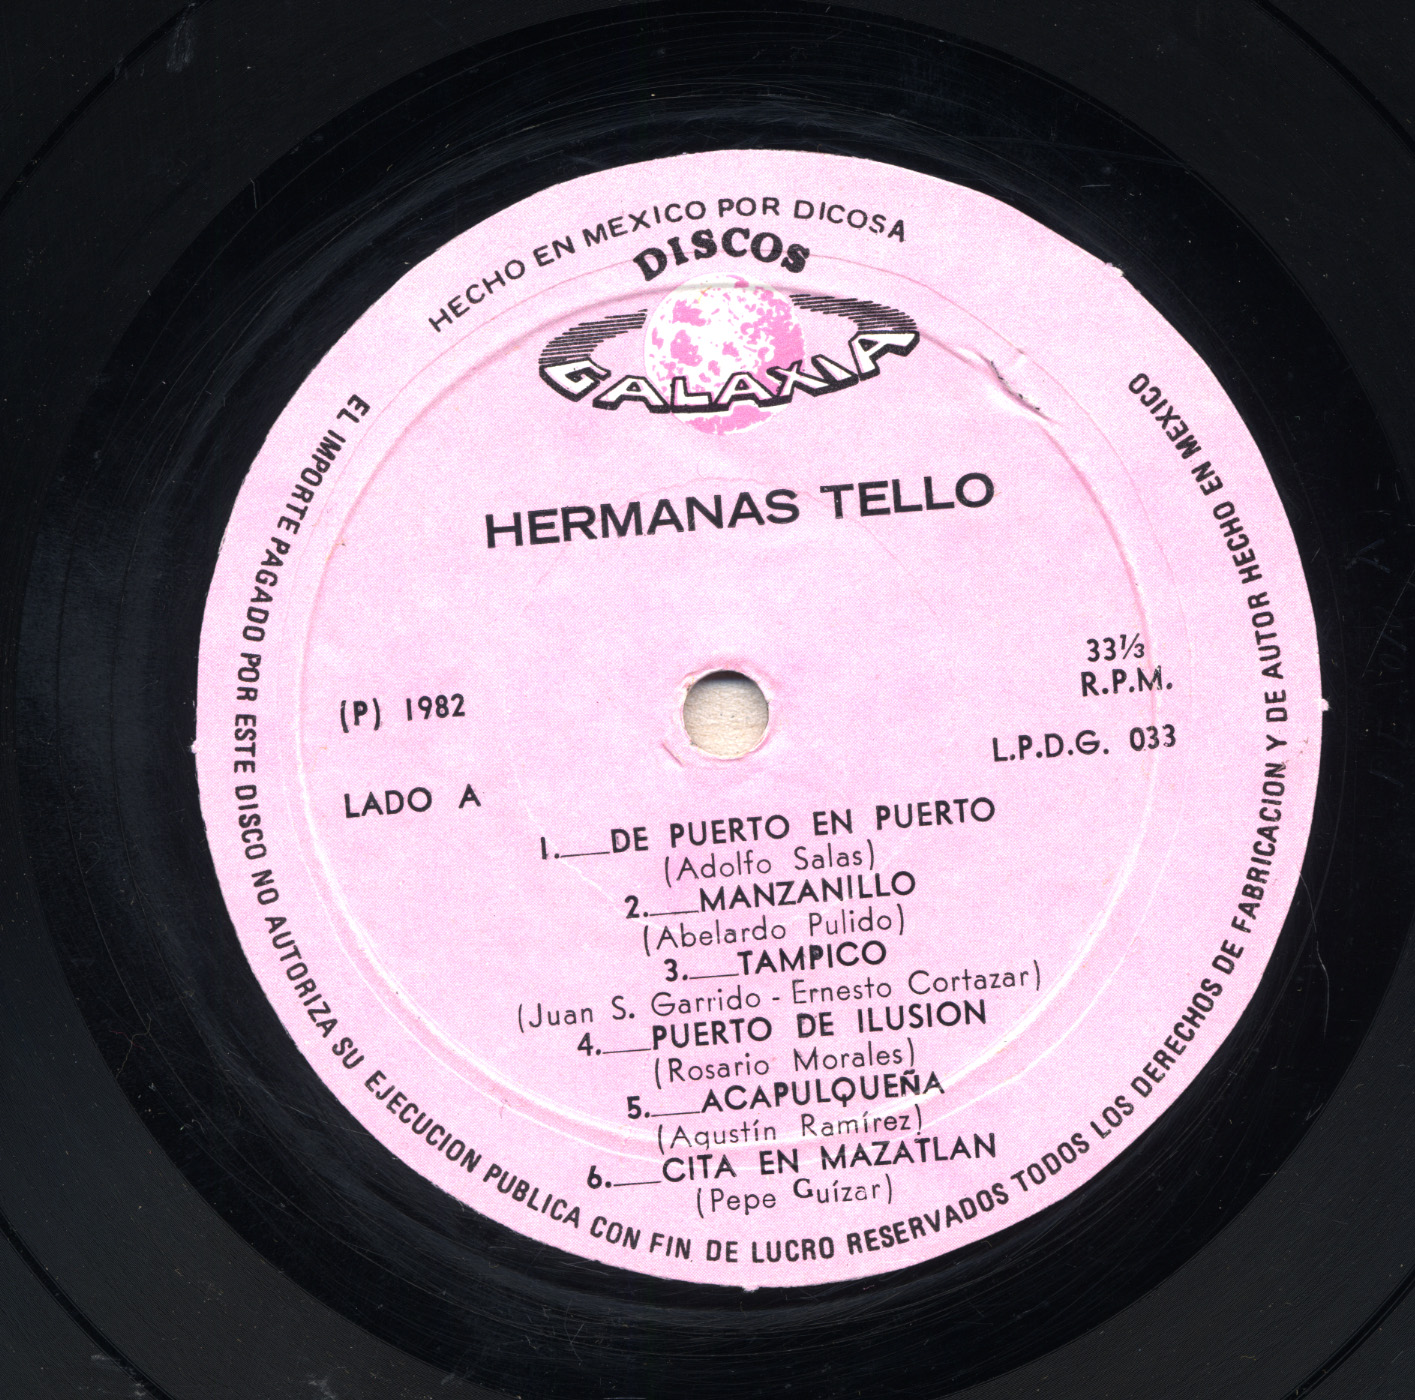 HECHO EN MEXICO POR DICOSA
DISCOS
GALAXIA
HERMANAS TELLO
33⅓
R.P.M.
(P) 1982
L.P.D.G. 033
LADO A
1.__DE PUERTO EN PUERTO
(Adolfo Salas)
2.__MANZANILLO
(Abelardo Pulido)
3.__TAMPICO
(Juan S. Garrido - Ernesto Cortazar)
4.__PUERTO DE ILUSION
(Rosario Morales)
5.__ACAPULQUEÑA
(Agustín Ramírez)
6.__CITA EN MAZATLAN
(Pepe Guízar)
EL IMPORTE PAGADO POR ESTE DISCO NO AUTORIZA SU EJECUCION PUBLICA CON FIN DE LUCRO RESERVADOS TODOS LOS DERECHOS DE FABRICACION Y DE AUTOR HECHO EN MEXICO